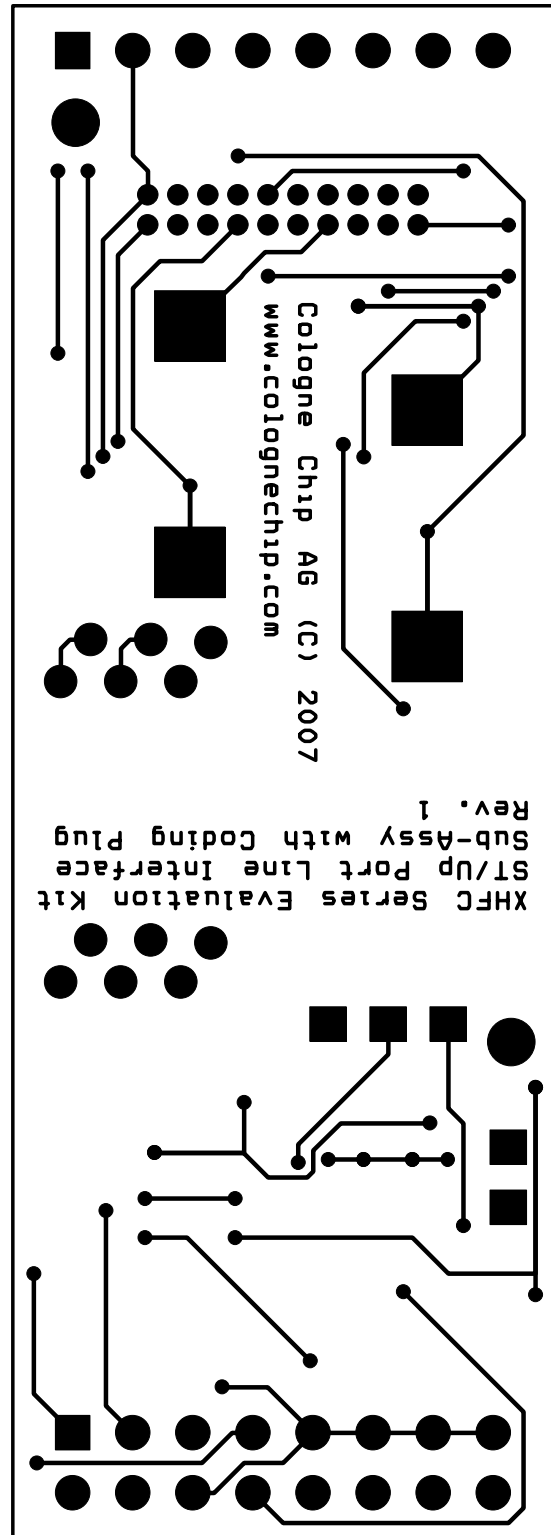 Cologne Chip AG (C) 2007
www.colognechip.com
XHFC Series Evaluation Kit
ST/Up Port Line Interface
Sub-Assy with Coding Plug
Rev. 1